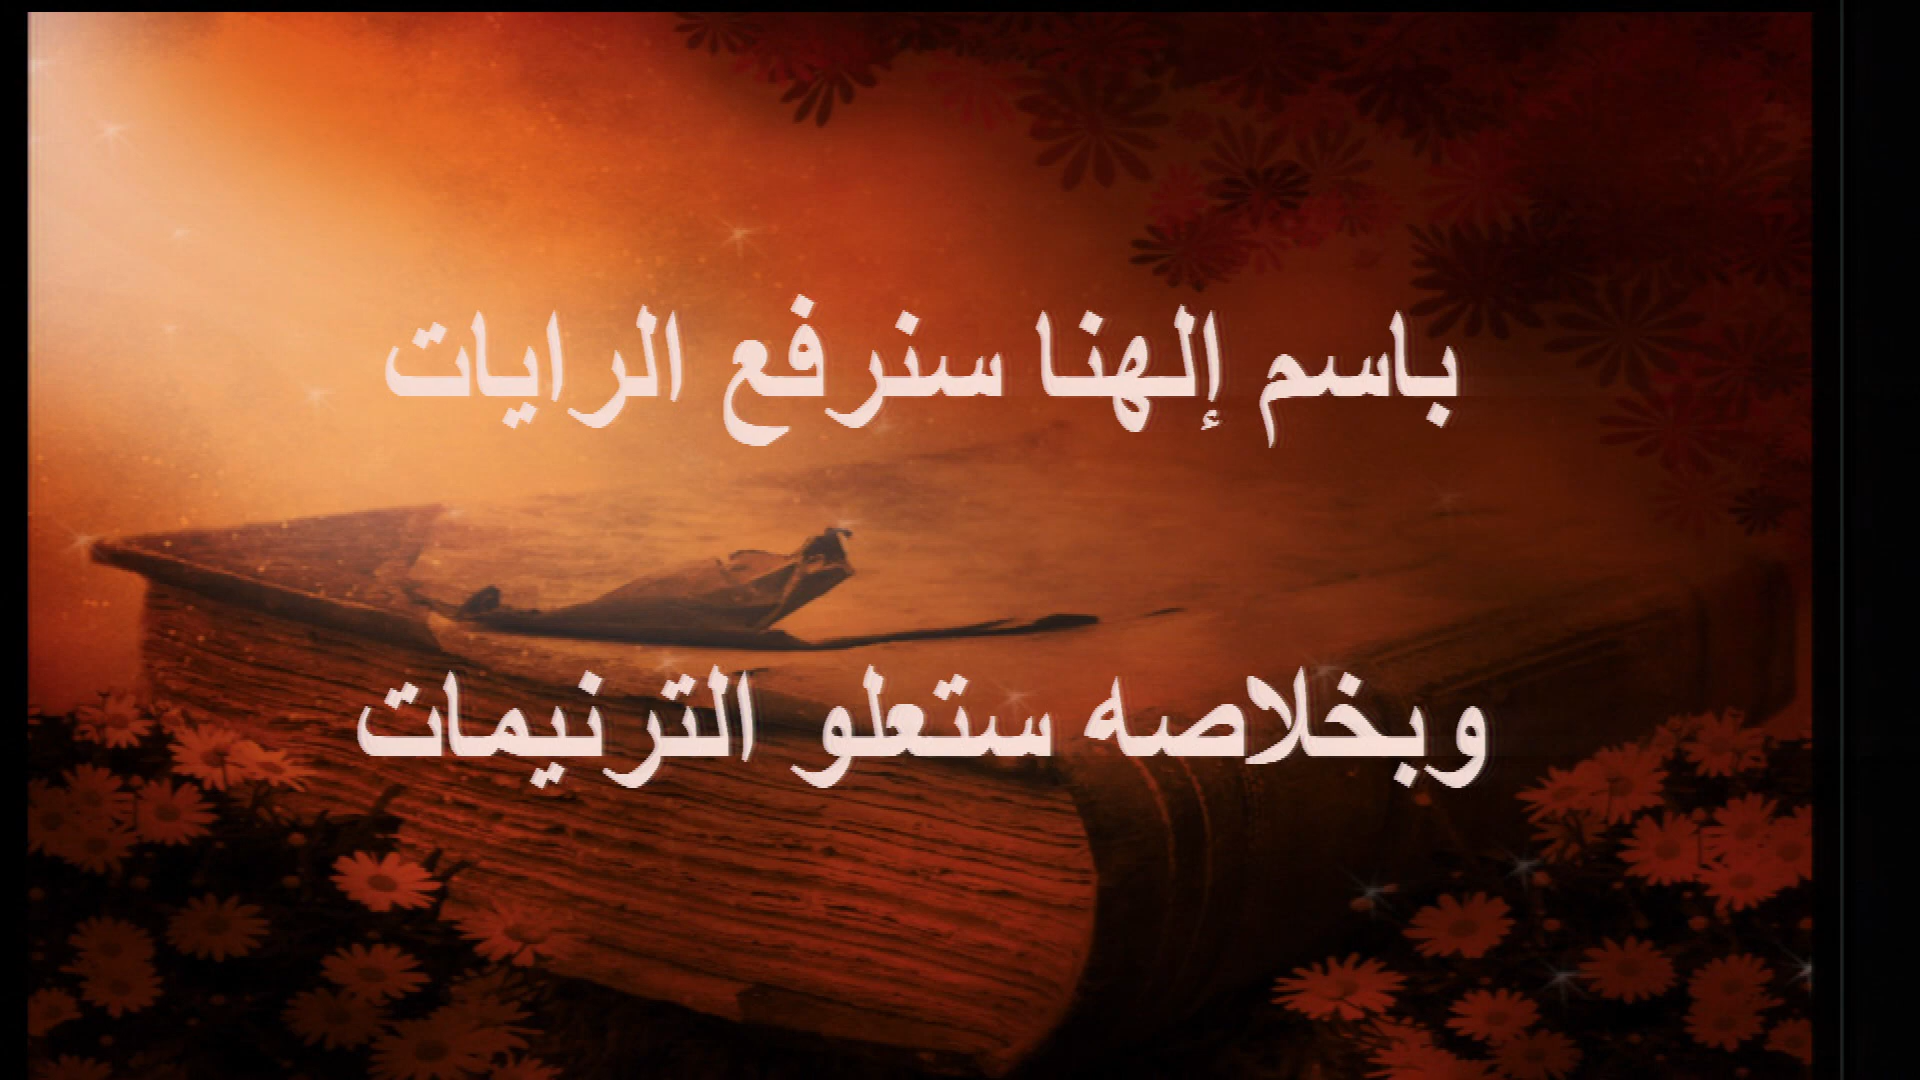 باسم إلهنا سنرفع الرايات
وبخلاصه ستعلو الترنيمات